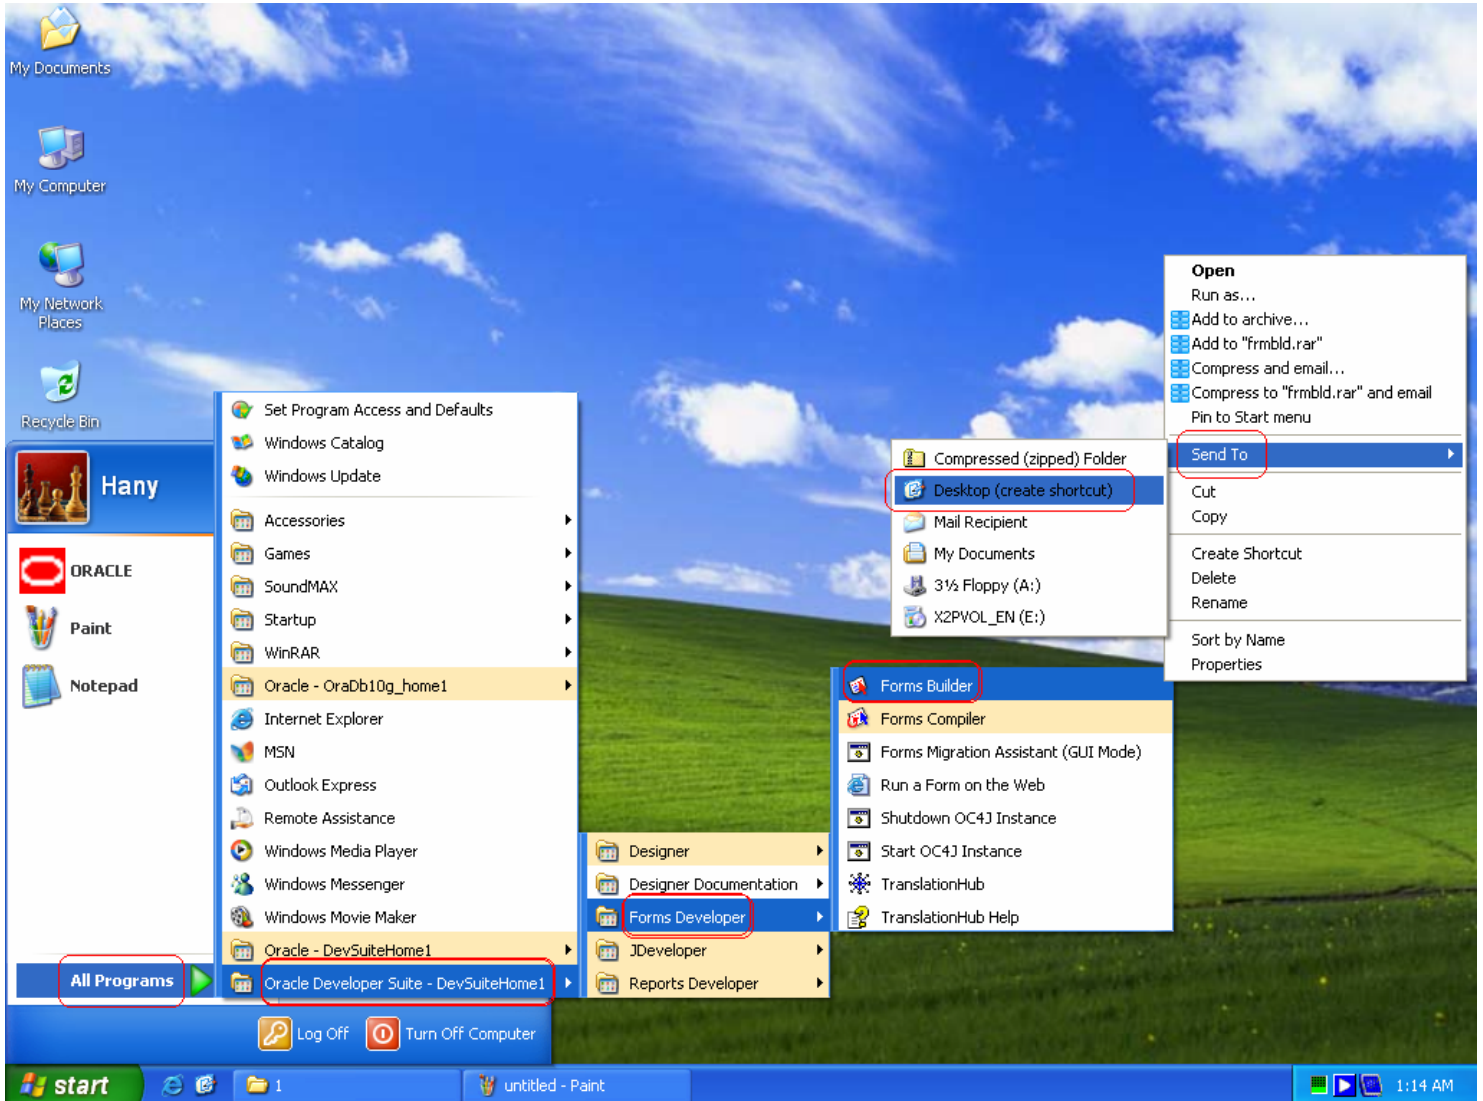 My Documents
My Computer
My Network
Places
Recycle Bin
Hany
ORACLE
Paint
Notepad
All Programs
Set Program Access and Defaults
Windows Catalog
Windows Update
Accessories
Games
SoundMAX
Startup
WinRAR
Oracle - OraDb10g_home1
Internet Explorer
MSN
Outlook Express
Remote Assistance
Windows Media Player
Windows Messenger
Windows Movie Maker
Oracle - DevSuiteHome1
Oracle Developer Suite - DevSuiteHome1
Designer
Designer Documentation
Forms Developer
JDeveloper
Reports Developer
Forms Builder
Forms Compiler
Forms Migration Assistant (GUI Mode)
Run a Form on the Web
Shutdown OC4J Instance
Start OC4J Instance
TranslationHub
TranslationHub Help
Open
Run as...
Add to archive...
Add to "frmbld.rar"
Compress and email...
Compress to "frmbld.rar" and email
Pin to Start menu
Send To
Cut
Copy
Create Shortcut
Delete
Rename
Sort by Name
Properties
Compressed (zipped) Folder
Desktop (create shortcut)
Mail Recipient
My Documents
3½ Floppy (A:)
X2PVOL_EN (E:)
Log Off
Turn Off Computer
start
1
untitled - Paint
1:14 AM